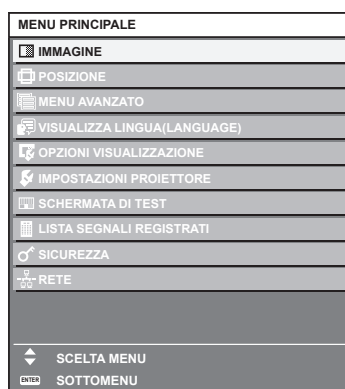 MENU PRINCIPALE
IMMAGINE
POSIZIONE
MENU AVANZATO
VISUALIZZA LINGUA(LANGUAGE)
OPZIONI VISUALIZZAZIONE
IMPOSTAZIONI PROIETTORE
SCHERMATA DI TEST
LISTA SEGNALI REGISTRATI
SICUREZZA
RETE
SCELTA MENU
ENTER SOTTOMENU